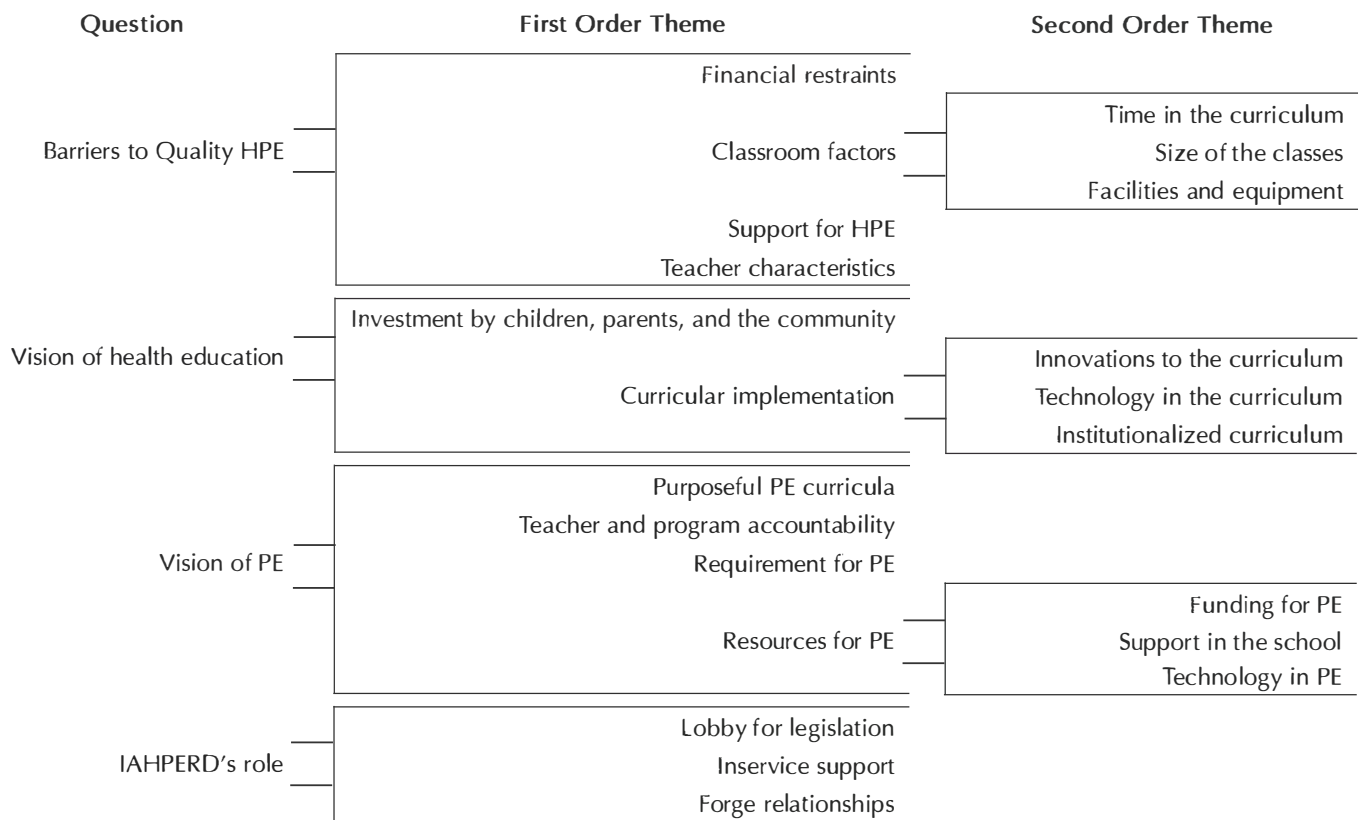 Question First Order Theme Second Order Theme
Financial restraints
Time in the curriculum
Barriers to Quality HPE Classroom factors Size of the classes
Facilities and equipment
Support for HPE
Teacher characteristics
Investment by children, parents, and the community
Vision of health education Innovations to the curriculum
Curricular implementation Technology in the curriculum
Institutionalized curriculum
Purposeful PE curricula
Teacher and program accountability
Vision of PE Requirement for PE
Funding for PE
Resources for PE Support in the school
Technology in PE
Lobby for legislation
IAHPERD's role Inservice support
Forge relationships